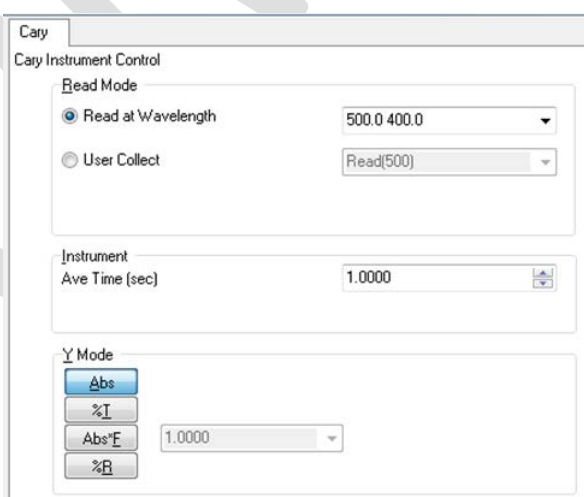 Cary
Cary Instrument Control
Read Mode
Read at Wavelength 500.0 400.0
User Collect Read(500)
Instrument
Ave Time (sec) 1.0000
Y Mode
Abs
%T
Abs*F 1.0000
%R